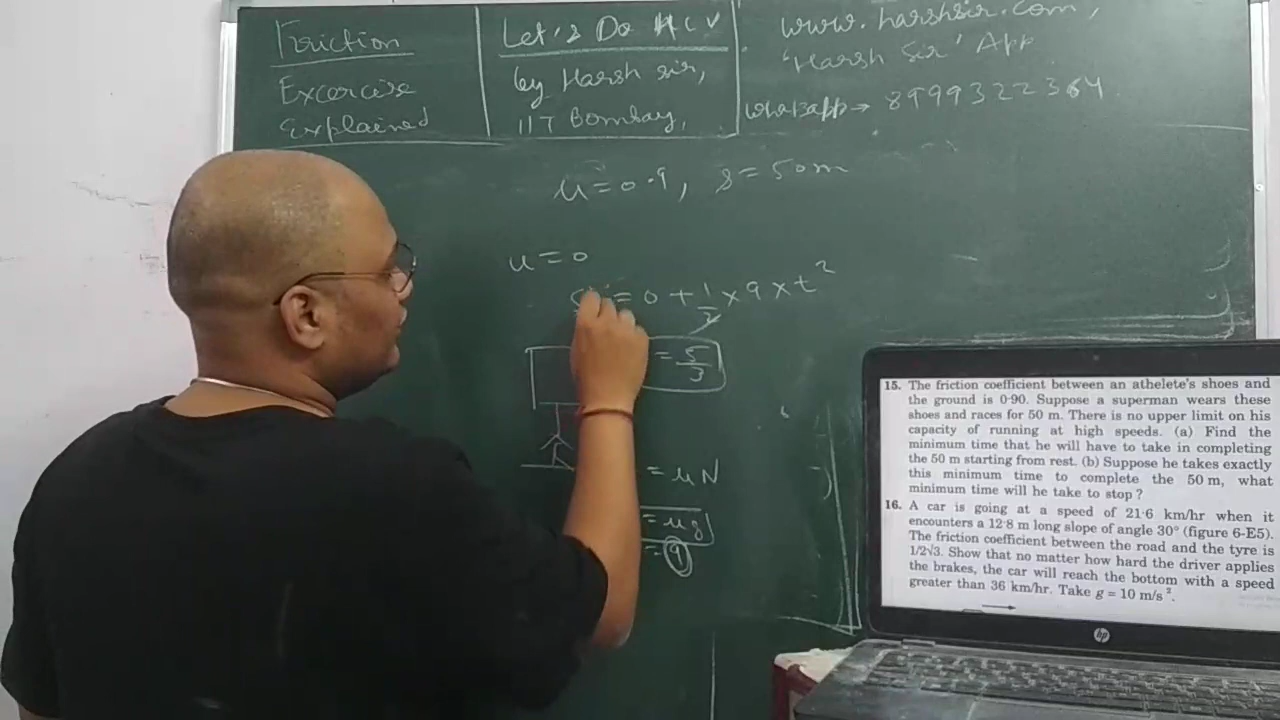 Friction
Excercise
Explained
Let's Do HCV
by Harsh sir,
IIT Bombay,
www.harshsir.com,
'Harsh Sir' App
Whatsapp → 8999322364
μ = 0.9, s = 50m
u = 0
= 0 + 1/2 × 9 × t²
= 5/3
= μN
= μg
= 9
15. The friction coefficient between an athelete's shoes and
the ground is 0·90. Suppose a superman wears these
shoes and races for 50 m. There is no upper limit on his
capacity of running at high speeds. (a) Find the
minimum time that he will have to take in completing
the 50 m starting from rest. (b) Suppose he takes exactly
this minimum time to complete the 50 m, what
minimum time will he take to stop ?
16. A car is going at a speed of 21·6 km/hr when it
encounters a 12·8 m long slope of angle 30° (figure 6-E5).
The friction coefficient between the road and the tyre is
1/2√3. Show that no matter how hard the driver applies
the brakes, the car will reach the bottom with a speed
greater than 36 km/hr. Take g = 10 m/s².
hp